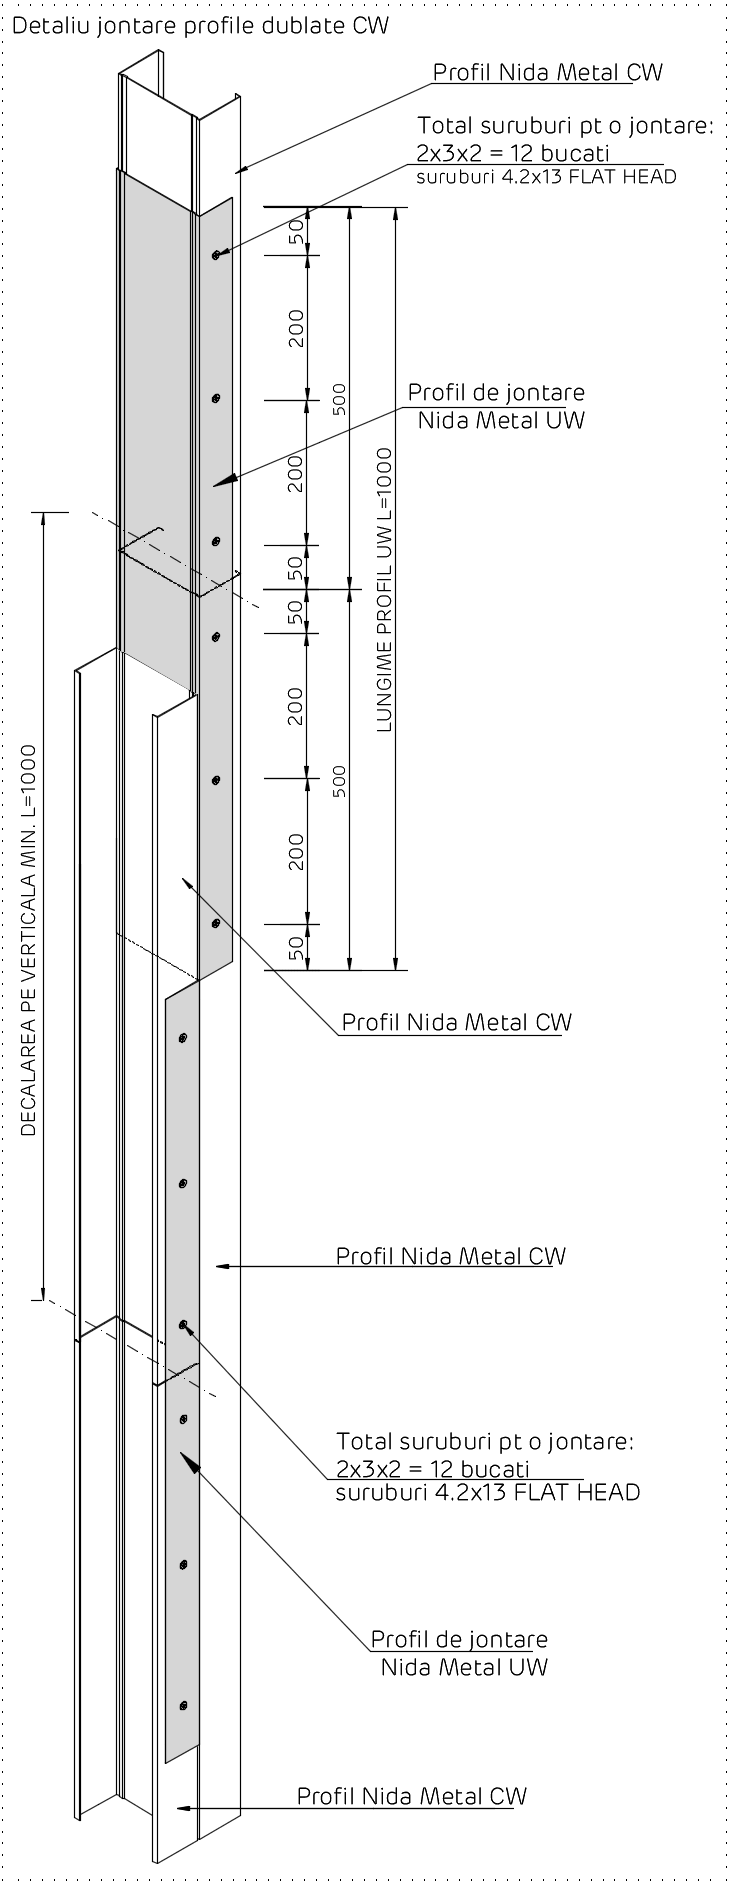 Detaliu jontare profile dublate CW
Profil Nida Metal CW
Total suruburi pt o jontare:
2x3x2 = 12 bucati
suruburi 4.2x13 FLAT HEAD
50
200
500
Profil de jontare
Nida Metal UW
200
LUNGIME PROFIL UW L=1000
50
50
200
500
DECALAREA PE VERTICALA MIN. L=1000
200
50
Profil Nida Metal CW
Profil Nida Metal CW
Total suruburi pt o jontare:
2x3x2 = 12 bucati
suruburi 4.2x13 FLAT HEAD
Profil de jontare
Nida Metal UW
Profil Nida Metal CW